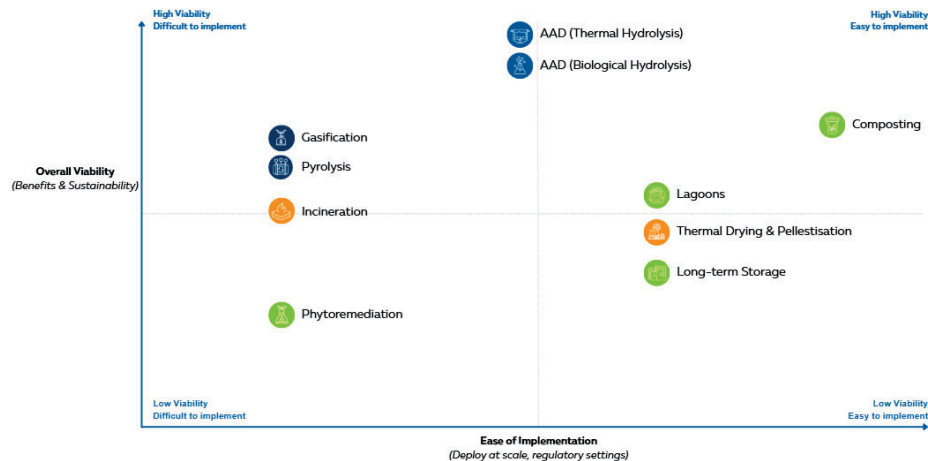 High Viability
Difficult to implement
High Viability
Easy to implement
AAD (Thermal Hydrolysis)
AAD (Biological Hydrolysis)
Composting
Gasification
Pyrolysis
Overall Viability
(Benefits & Sustainability)
Lagoons
Incineration
Thermal Drying & Pellestisation
Long-term Storage
Phytoremediation
Low Viability
Difficult to implement
Low Viability
Easy to implement
Ease of Implementation
(Deploy at scale, regulatory settings)